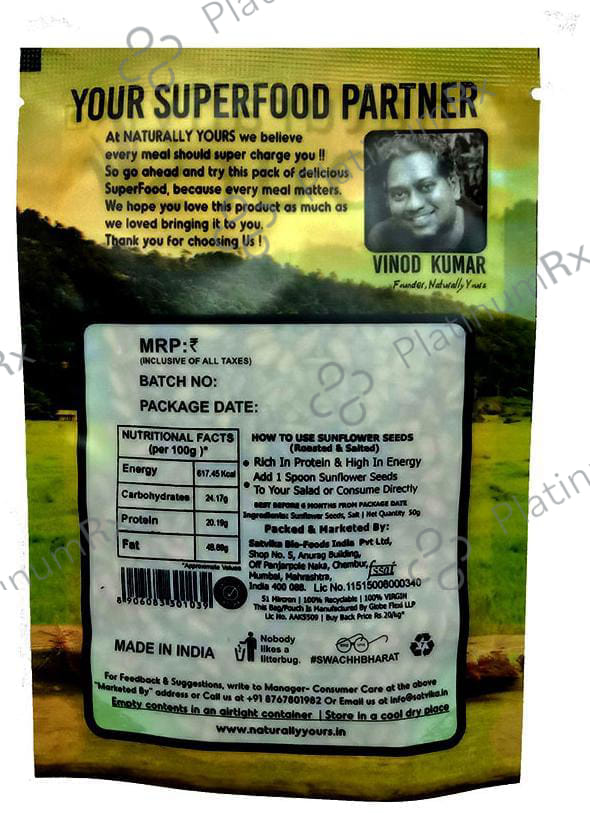 YOUR SUPERFOOD PARTNER
At NATURALLY YOURS we believe
every meal should super charge you !!
So go ahead and try this pack of delicious
SuperFood, because every meal matters.
We hope you love this product as much as
we loved bringing it to you.
Thank you for choosing Us !
VINOD KUMAR
Founder, Naturally Yours
MRP:₹
(INCLUSIVE OF ALL TAXES)
BATCH NO:
PACKAGE DATE:
NUTRITIONAL FACTS
(per 100g )*
Energy 617.45 Kcal
Carbohydrates 24.17g
Protein 20.19g
Fat 48.89g
*Approximate Values
8 906083 501039
HOW TO USE SUNFLOWER SEEDS
(Roasted & Salted)
• Rich In Protein & High In Energy
• Add 1 Spoon Sunflower Seeds
To Your Salad or Consume Directly
BEST BEFORE 6 MONTHS FROM PACKAGE DATE
Ingredients: Sunflower Seeds, Salt | Net Quantity 50g
Packed & Marketed By:
Satvika Bio-Foods India Pvt Ltd,
Shop No. 5, Anurag Building,
Off Panjarpole Naka, Chembur,
Mumbai, Mahrashtra,
India 400 088.
fssai
Lic No.11515008000340
51 Micron | 100% Recyclable | 100% VIRGIN
This Bag/Pouch Is Manufactured By Globe Flexi LLP
Lic No. AAK5509 | Buy Back Price Rs.20/kg*
MADE IN INDIA
Nobody
likes a
litterbug.
#SWACHHBHARAT
For Feedback & Suggestions, write to Manager- Consumer Care at the above
"Marketed By" address or Call us at +91 8767801982 Or Email us at info@satvika.in
Empty contents in an airtight container | Store in a cool dry place
www.naturallyyours.in
PlatinumRx